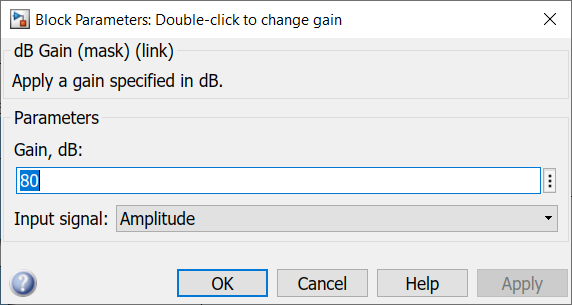 Block Parameters: Double-click to change gain
dB Gain (mask) (link)
Apply a gain specified in dB.
Parameters
Gain, dB:
80
Input signal: Amplitude
? OK Cancel Help Apply